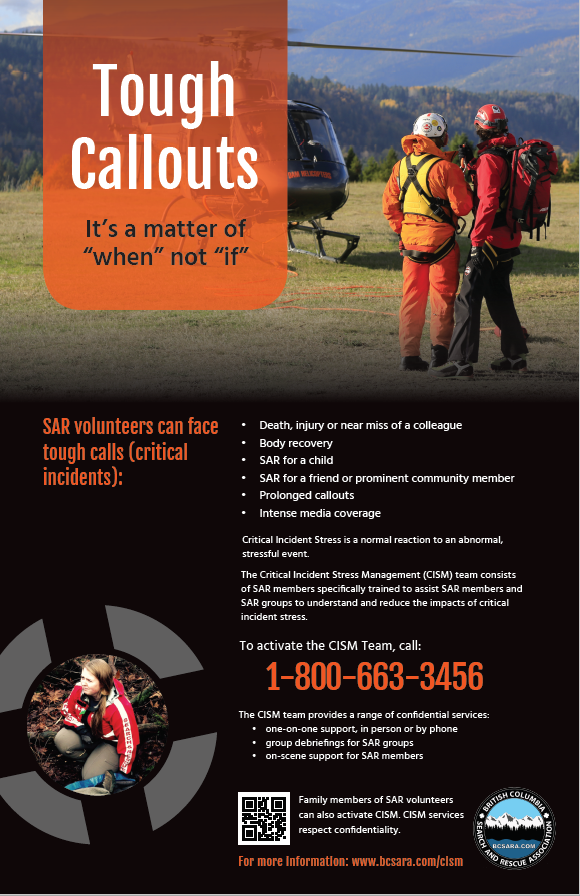 Tough
Callouts
It's a matter of
"when" not "if"
HELICOPTERS
SAR volunteers can face
tough calls (critical
incidents):
• Death, injury or near miss of a colleague
• Body recovery
• SAR for a child
• SAR for a friend or prominent community member
• Prolonged callouts
• Intense media coverage
Critical Incident Stress is a normal reaction to an abnormal,
stressful event.
The Critical Incident Stress Management (CISM) team consists
of SAR members specifically trained to assist SAR members and
SAR groups to understand and reduce the impacts of critical
incident stress.
To activate the CISM Team, call:
1-800-663-3456
The CISM team provides a range of confidential services:
• one-on-one support, in person or by phone
• group debriefings for SAR groups
• on-scene support for SAR members
Family members of SAR volunteers
can also activate CISM. CISM services
respect confidentiality.
For more information: www.bcsara.com/cism
BRITISH COLUMBIA
SEARCH AND RESCUE ASSOCIATION
BCSARA.COM